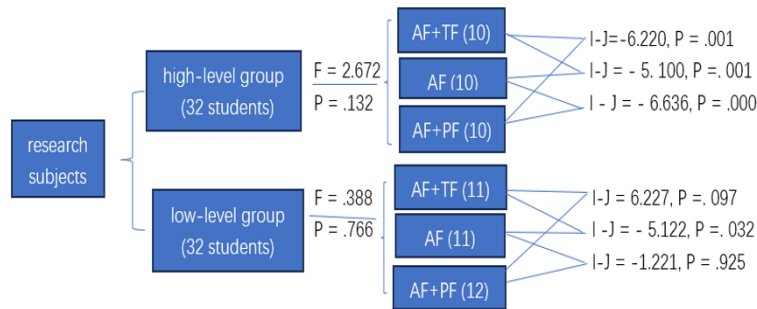 research
subjects
high-level group
(32 students)
F = 2.672
P = .132
AF+TF (10)
AF (10)
AF+PF (10)
I-J=-6.220, P = .001
I-J = - 5. 100, P =. 001
I - J = - 6.636, P = .000
low-level group
(32 students)
F = .388
P = .766
AF+TF (11)
AF (11)
AF+PF (12)
I-J = 6.227, P = .097
I -J = - 5.122, P = .032
I-J = -1.221, P = .925